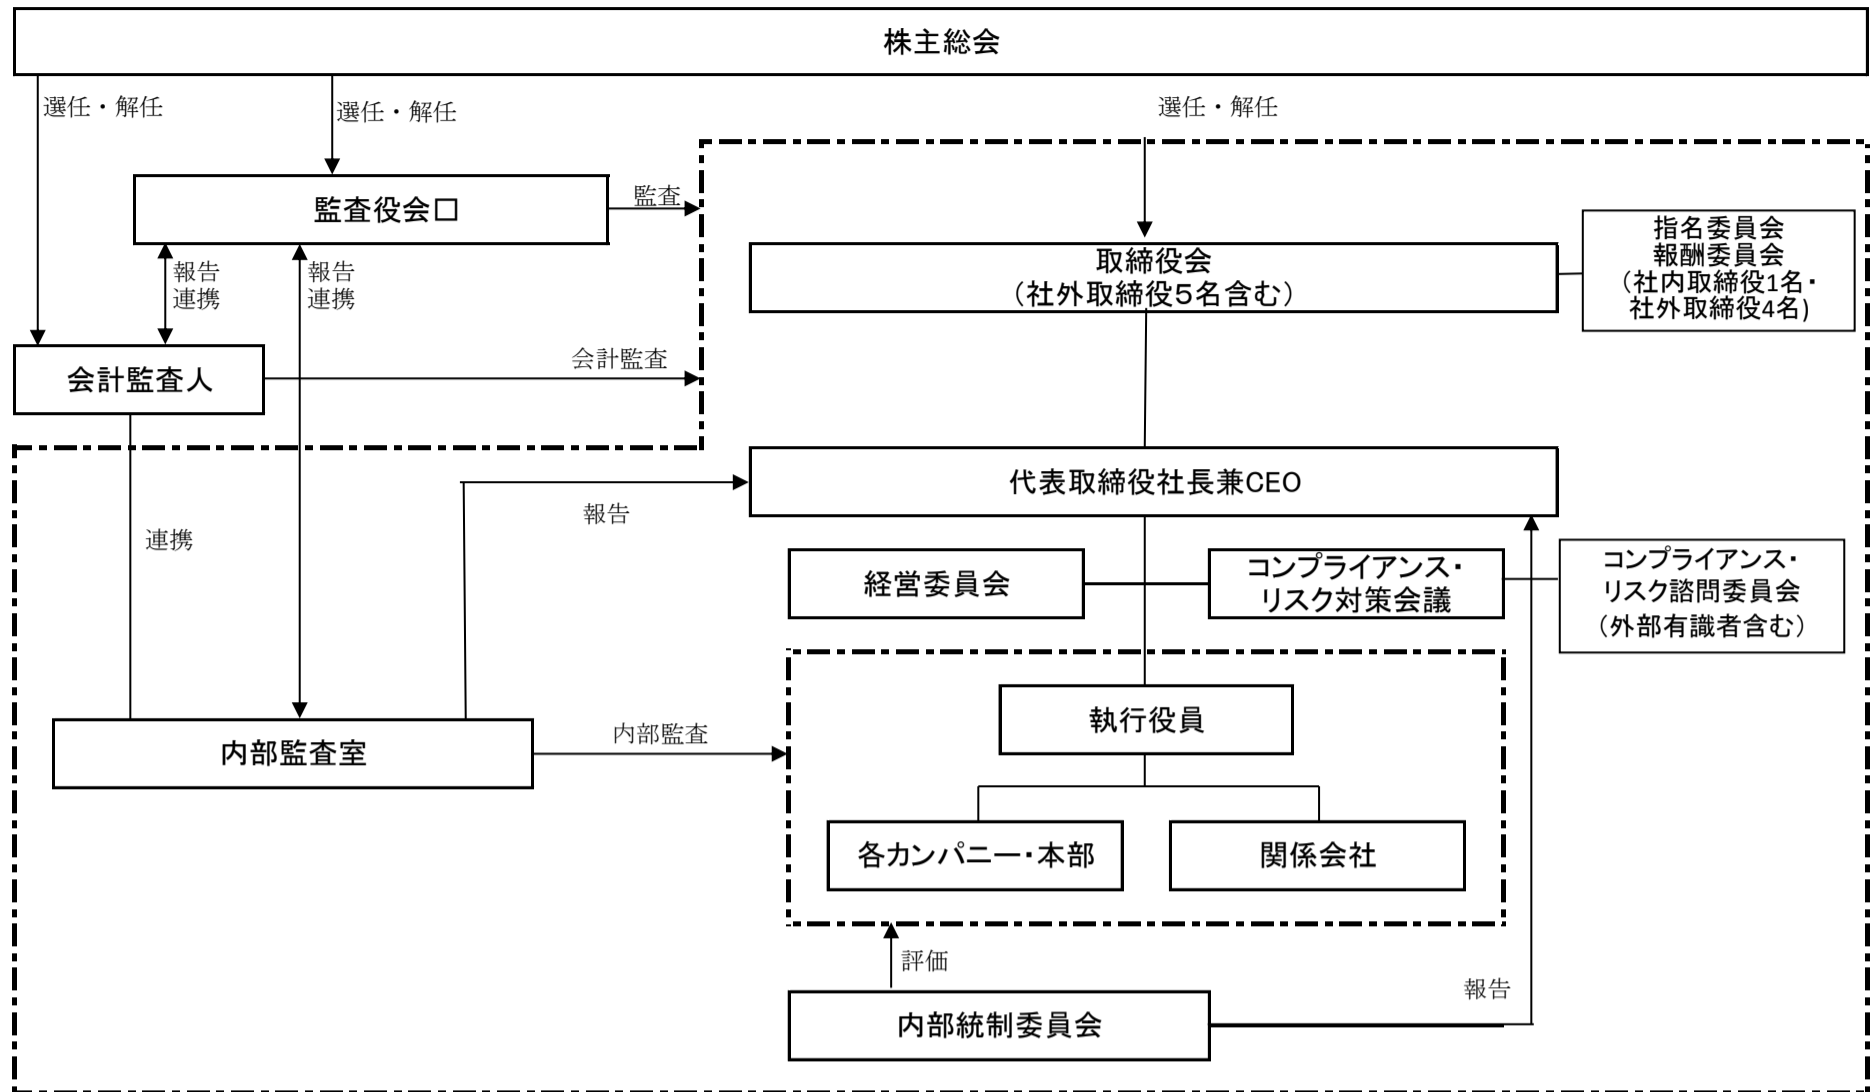 株主総会
選任・解任
選任・解任
選任・解任
監査役会口
監査
取締役会
（社外取締役５名含む）
指名委員会
報酬委員会
（社内取締役1名・
社外取締役4名)
報告
連携
報告
連携
会計監査人
会計監査
代表取締役社長兼CEO
報告
連携
経営委員会
コンプライアンス・
リスク対策会議
コンプライアンス・
リスク諮問委員会
（外部有識者含む）
執行役員
内部監査室
内部監査
各カンパニー・本部
関係会社
評価
報告
内部統制委員会